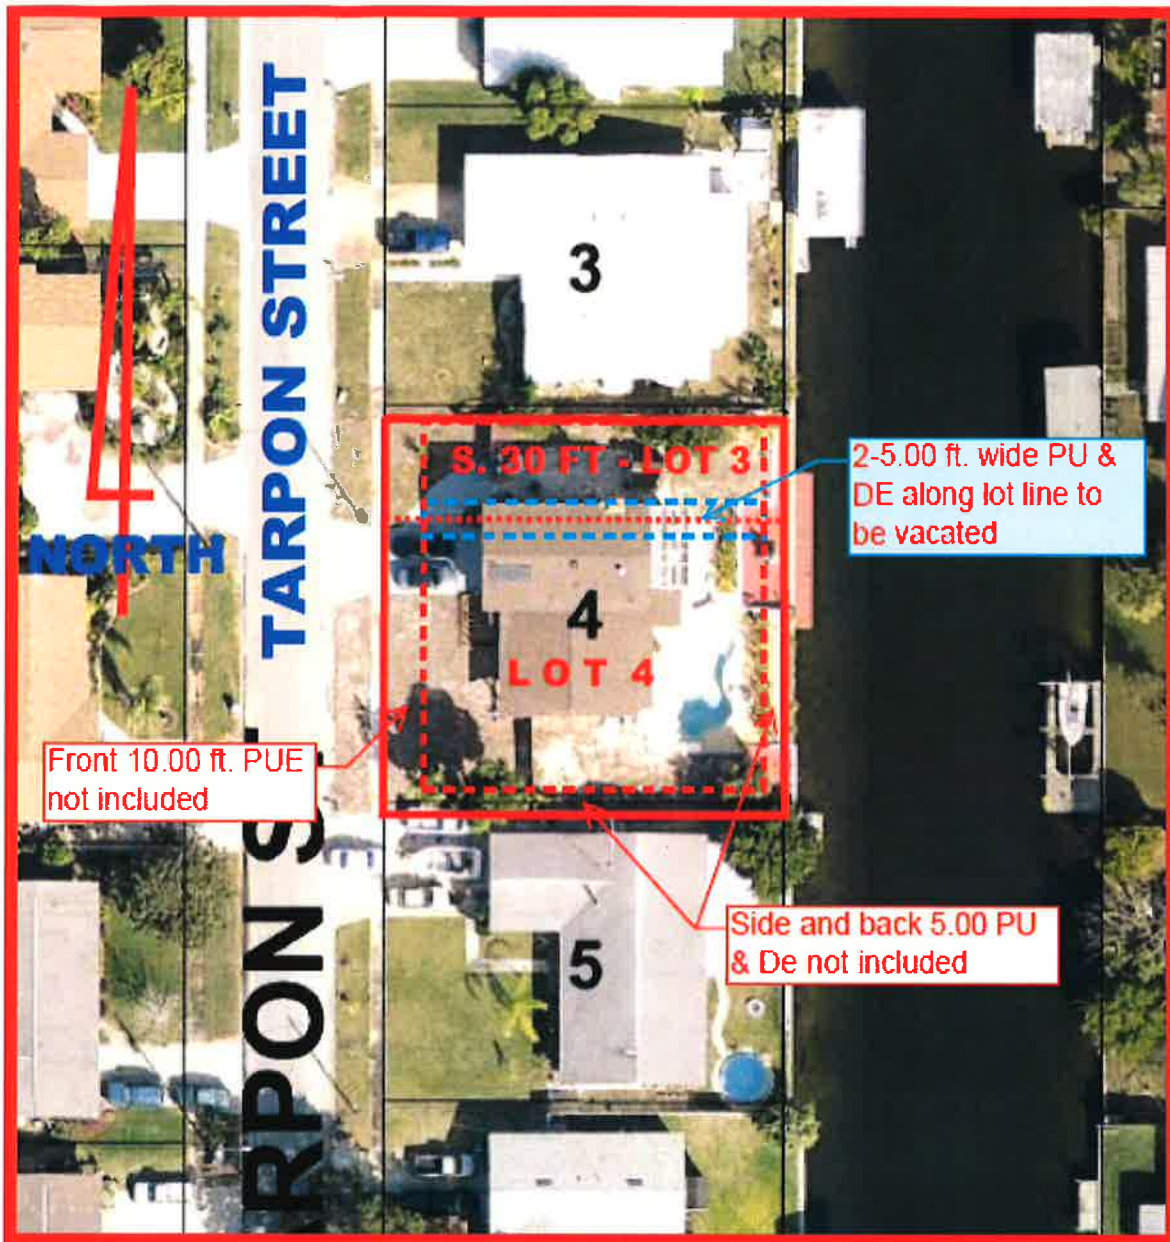 TARPON STREET
3
S. 30 FT - LOT 3
2-5.00 ft. wide PU &
DE along lot line to
be vacated
NORTH
4
LOT 4
Front 10.00 ft. PUE
not included
Side and back 5.00 PU
& De not included
5
RPON S